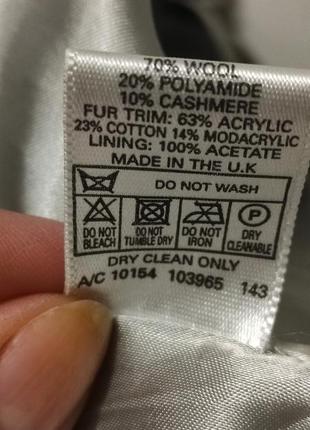 70% WOOL
20% POLYAMIDE
10% CASHMERE
FUR TRIM: 63% ACRYLIC
23% COTTON 14% MODACRYLIC
LINING: 100% ACETATE
MADE IN THE U.K
DO NOT WASH
DO NOT BLEACH
DO NOT TUMBLE DRY
DO NOT IRON
P
DRY CLEANABLE
DRY CLEAN ONLY
A/C 10154 103965 143